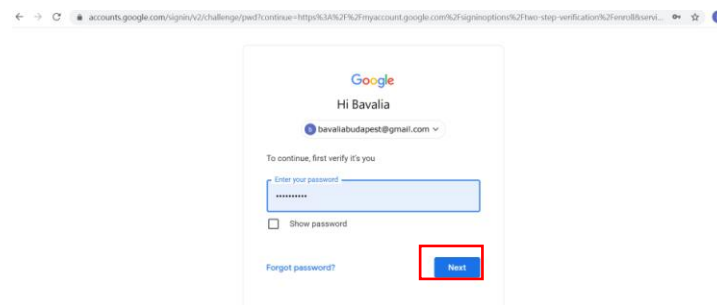 accounts.google.com/signin/v2/challenge/pwd?continue=https%3A%2F%2Fmyaccount.google.com%2Fsigninoptions%2Ftwo-step-verification%2Fenroll&servi...
Google
Hi Bavalia
bavaliabudapest@gmail.com
To continue, first verify it's you
Enter your password
••••••••••
Show password
Forgot password?
Next